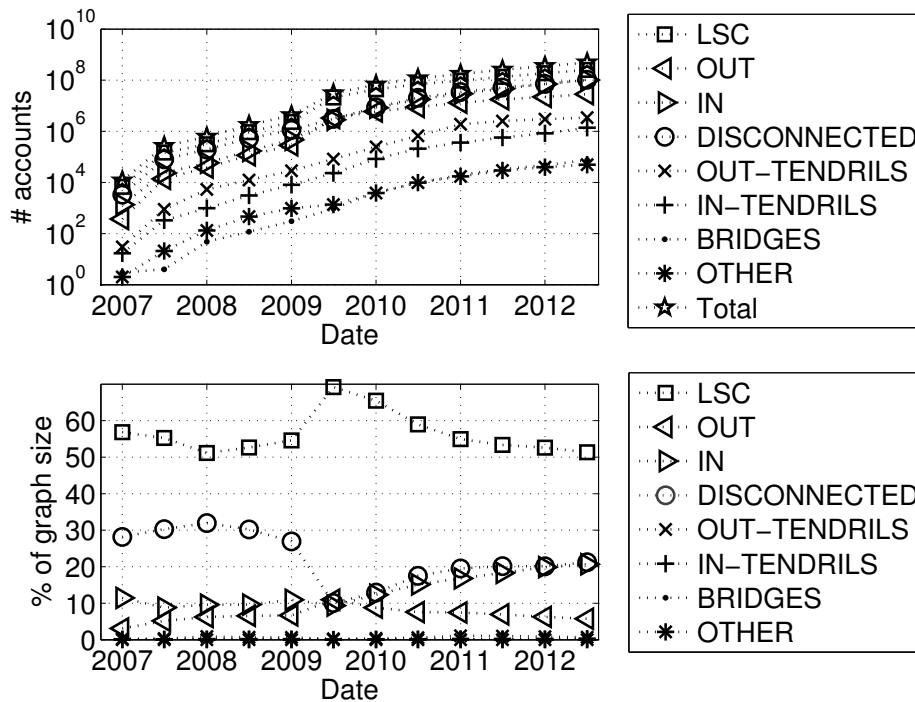 10^10
10^8
10^6
10^4
10^2
10^0
# accounts
2007 2008 2009 2010 2011 2012
Date
LSC
OUT
IN
DISCONNECTED
OUT-TENDRILS
IN-TENDRILS
BRIDGES
OTHER
Total
60
50
40
30
20
10
0
% of graph size
2007 2008 2009 2010 2011 2012
Date
LSC
OUT
IN
DISCONNECTED
OUT-TENDRILS
IN-TENDRILS
BRIDGES
OTHER